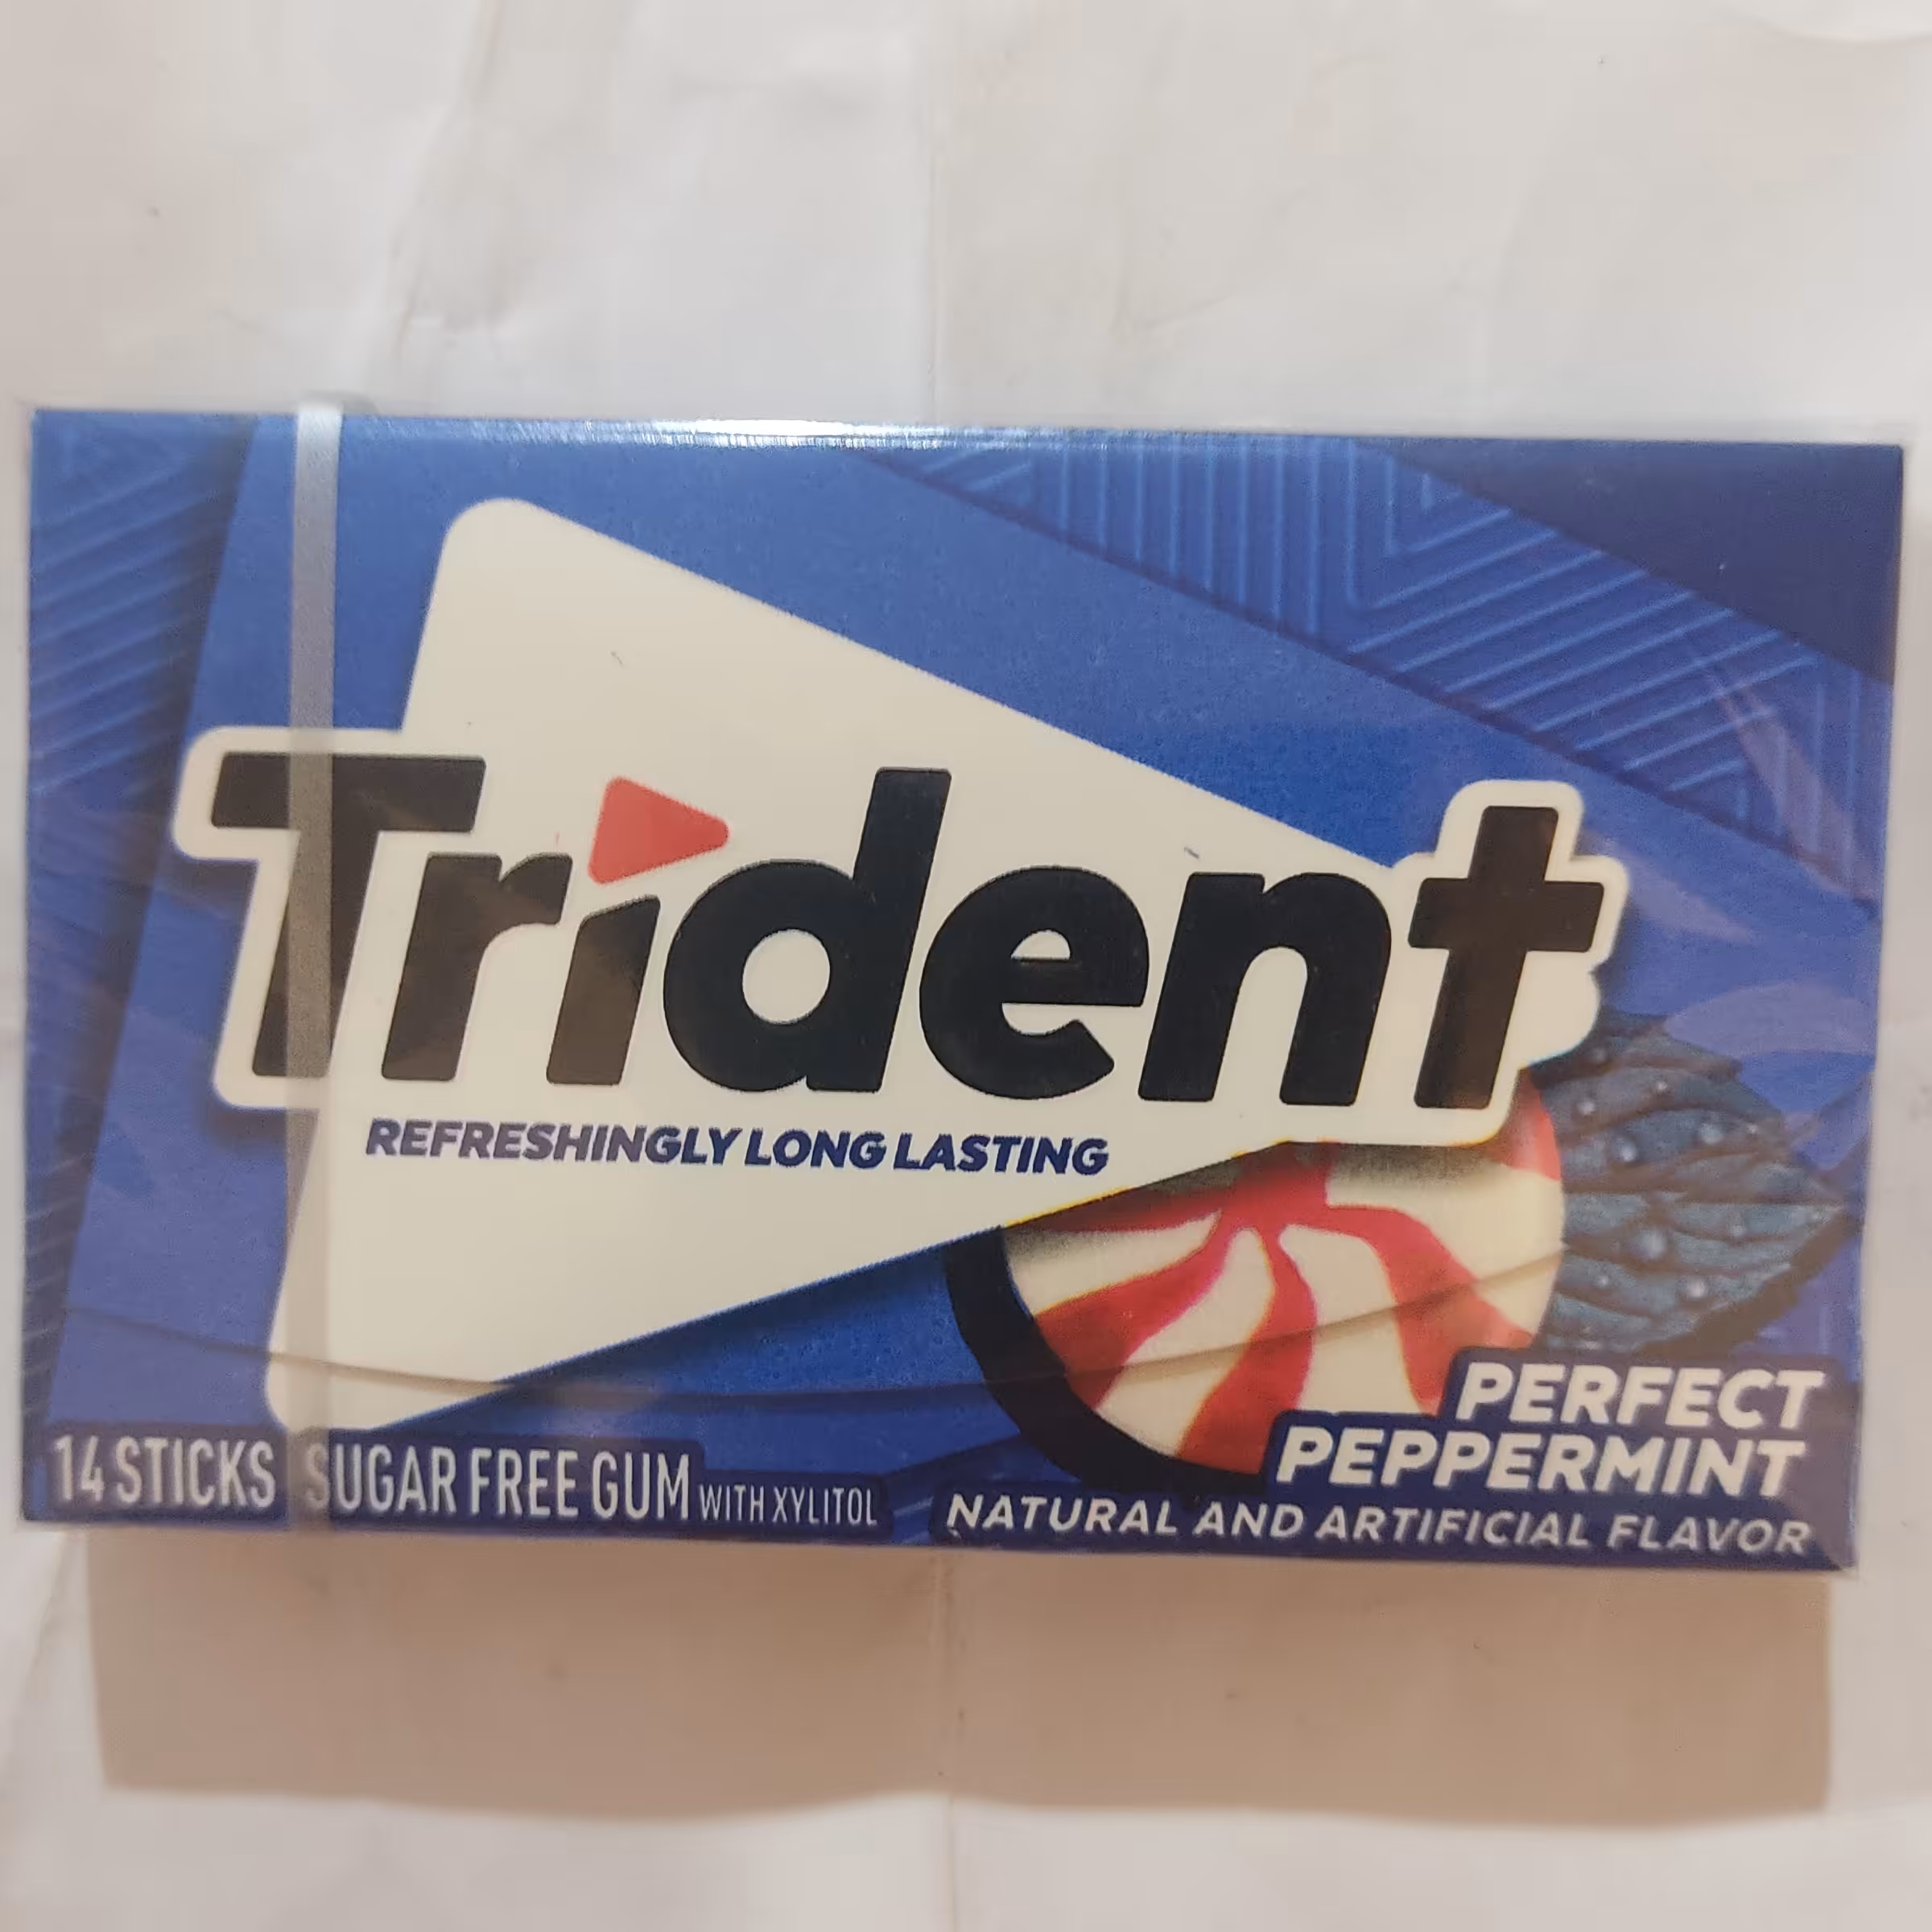 Trident
REFRESHINGLY LONG LASTING
PERFECT
PEPPERMINT
14 STICKS SUGAR FREE GUM WITH XYLITOL
NATURAL AND ARTIFICIAL FLAVOR